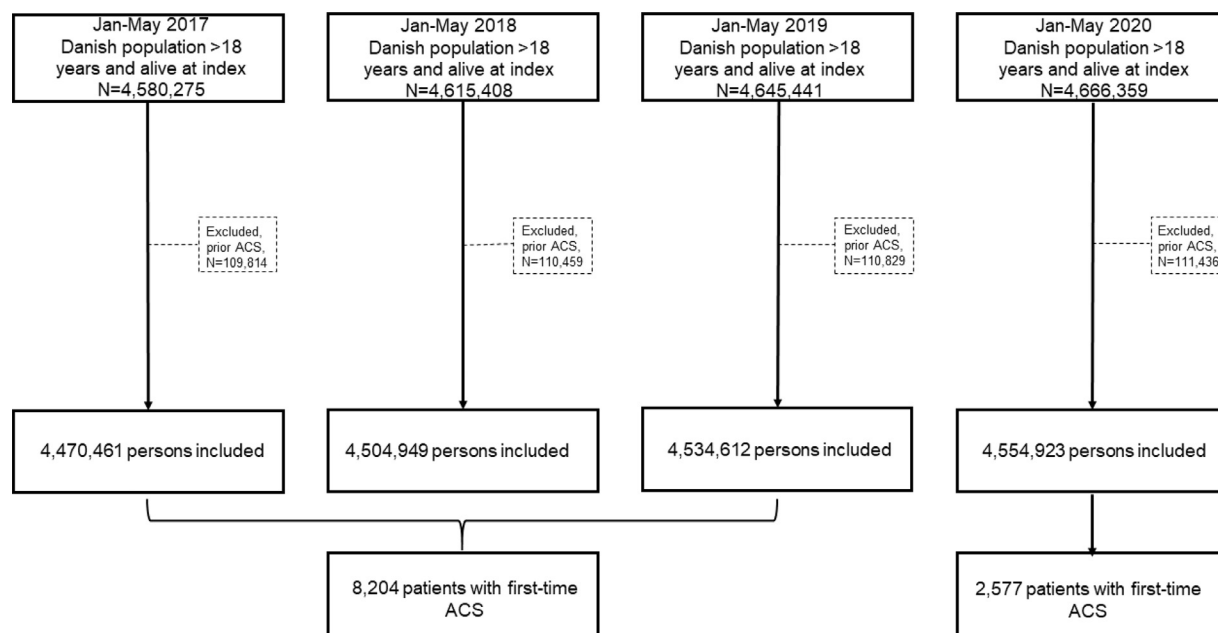 Jan-May 2017
Danish population >18
years and alive at index
N=4,580,275
Jan-May 2018
Danish population >18
years and alive at index
N=4,615,408
Jan-May 2019
Danish population >18
years and alive at index
N=4,645,441
Jan-May 2020
Danish population >18
years and alive at index
N=4,666,359
Excluded,
prior ACS,
N=109,814
Excluded,
prior ACS,
N=110,459
Excluded,
prior ACS,
N=110,829
Excluded,
prior ACS,
N=111,436
4,470,461 persons included
4,504,949 persons included
4,534,612 persons included
4,554,923 persons included
8,204 patients with first-time
ACS
2,577 patients with first-time
ACS